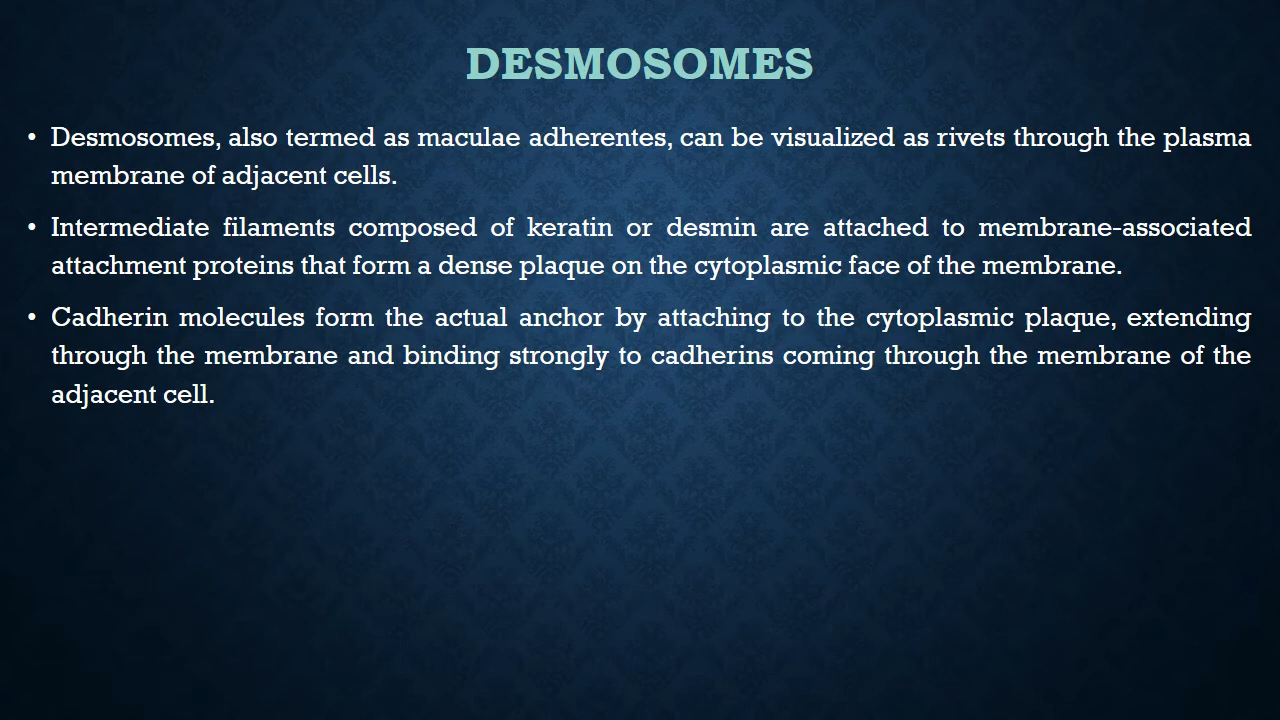 DESMOSOMES
• Desmosomes, also termed as maculae adherentes, can be visualized as rivets through the plasma
membrane of adjacent cells.
• Intermediate filaments composed of keratin or desmin are attached to membrane-associated
attachment proteins that form a dense plaque on the cytoplasmic face of the membrane.
• Cadherin molecules form the actual anchor by attaching to the cytoplasmic plaque, extending
through the membrane and binding strongly to cadherins coming through the membrane of the
adjacent cell.